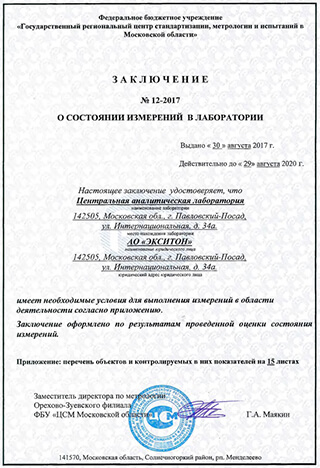 Федеральное бюджетное учреждение
«Государственный региональный центр стандартизации, метрологии и испытаний в
Московской области»
ЗАКЛЮЧЕНИЕ
№ 12-2017
О СОСТОЯНИИ ИЗМЕРЕНИЙ В ЛАБОРАТОРИИ
Выдано « 30 » августа 2017 г.
Действительно до « 29» августа 2020 г.
Настоящее заключение удостоверяет, что
Центральная аналитическая лаборатория
наименование лаборатории
142505, Московская обл., г. Павловский-Посад,
ул. Интернациональная, д. 34а.
место нахождения лаборатории
АО «ЭКСИТОН»
наименование юридического лица
142505, Московская обл., г. Павловский-Посад,
ул. Интернациональная, д. 34а.
юридический адрес юридического лица
имеет необходимые условия для выполнения измерений в области
деятельности согласно приложению.
Заключение оформлено по результатам проведенной оценки состояния
измерений.
Приложение: перечень объектов и контролируемых в них показателей на 15 листах
Заместитель директора по метрологии
Орехово-Зуевского филиала
ФБУ «ЦСМ Московской области»
Г.А. Маякин
ЦСМ
141570, Московская область, Солнечногорский район, рп. Менделеево